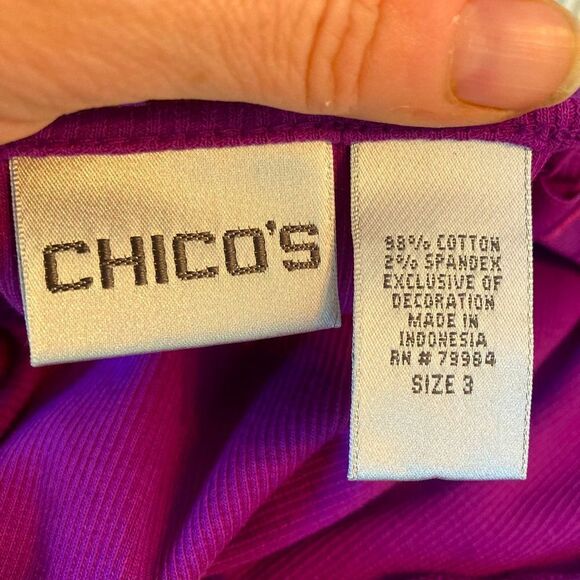 CHICO'S
98% COTTON
2% SPANDEX
EXCLUSIVE OF
DECORATION
MADE IN
INDONESIA
RN # 79984
SIZE 3